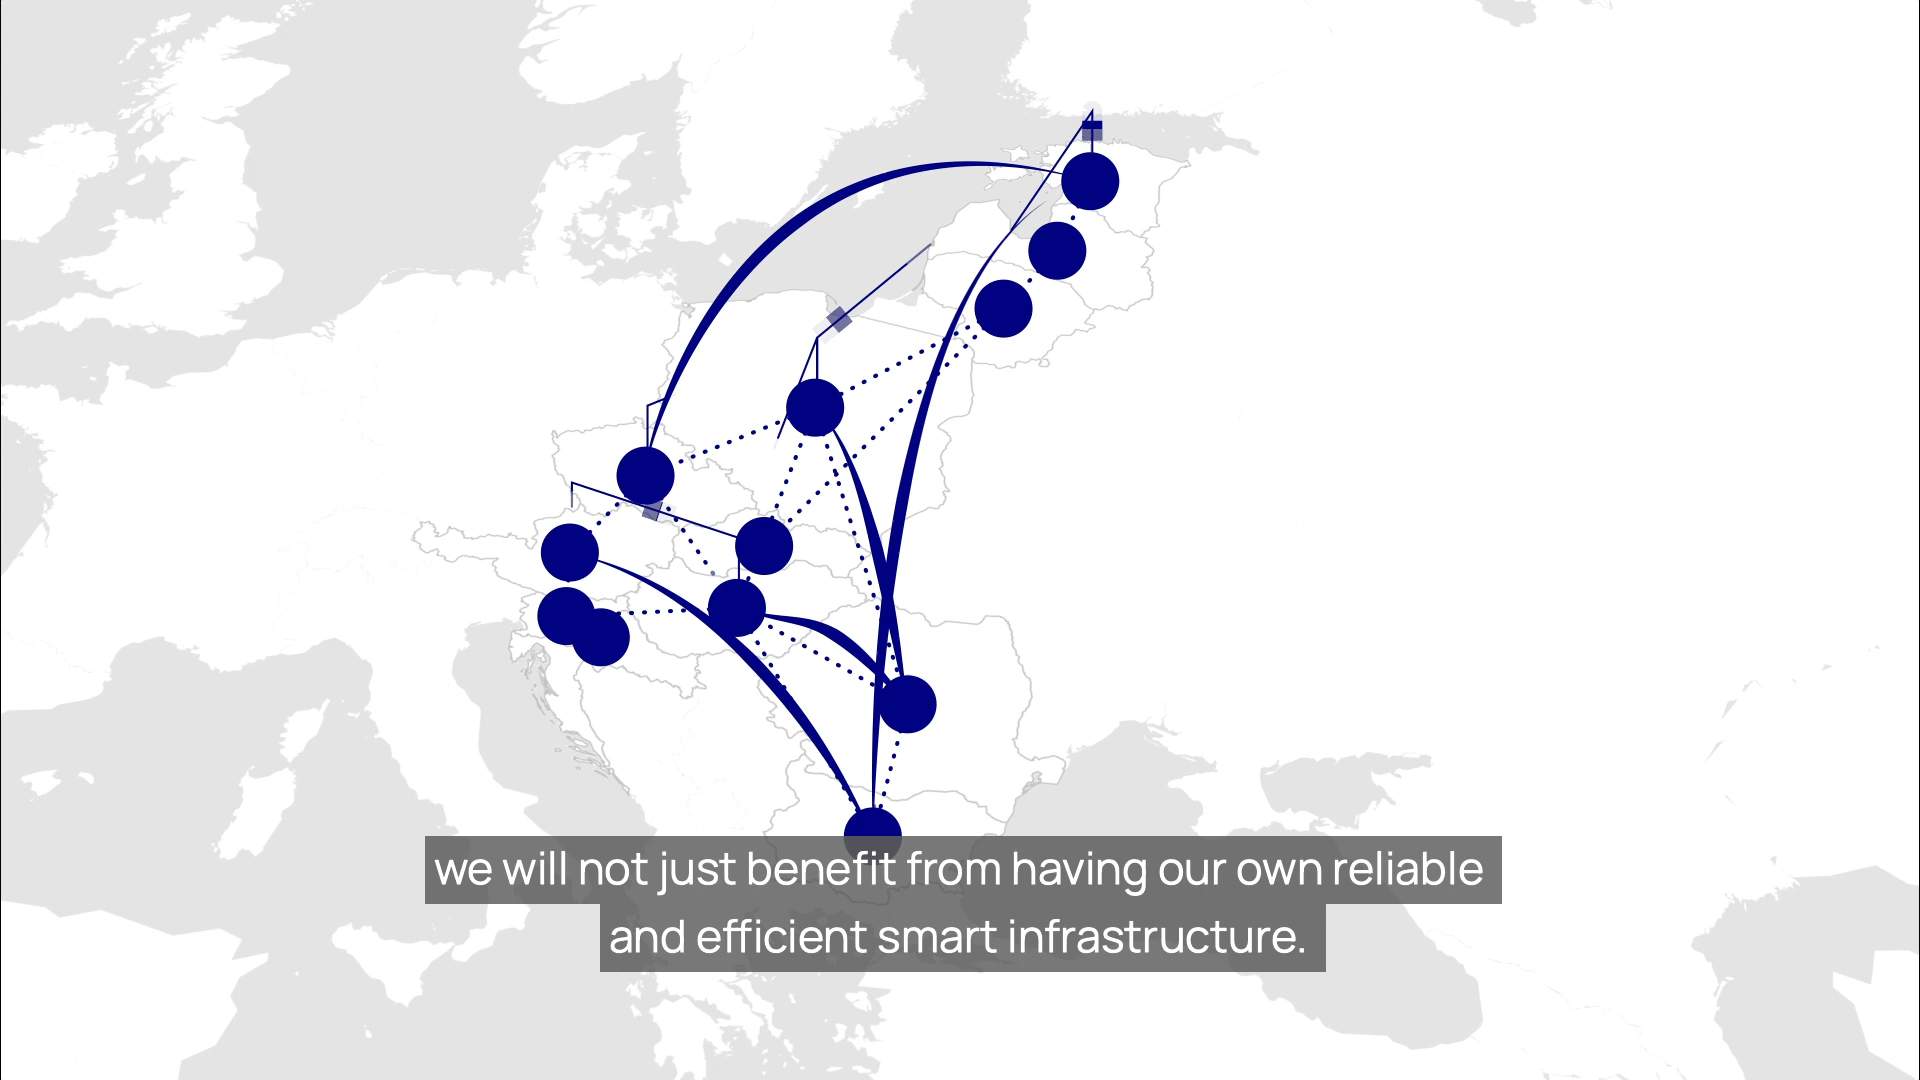 we will not just benefit from having our own reliable
and efficient smart infrastructure.